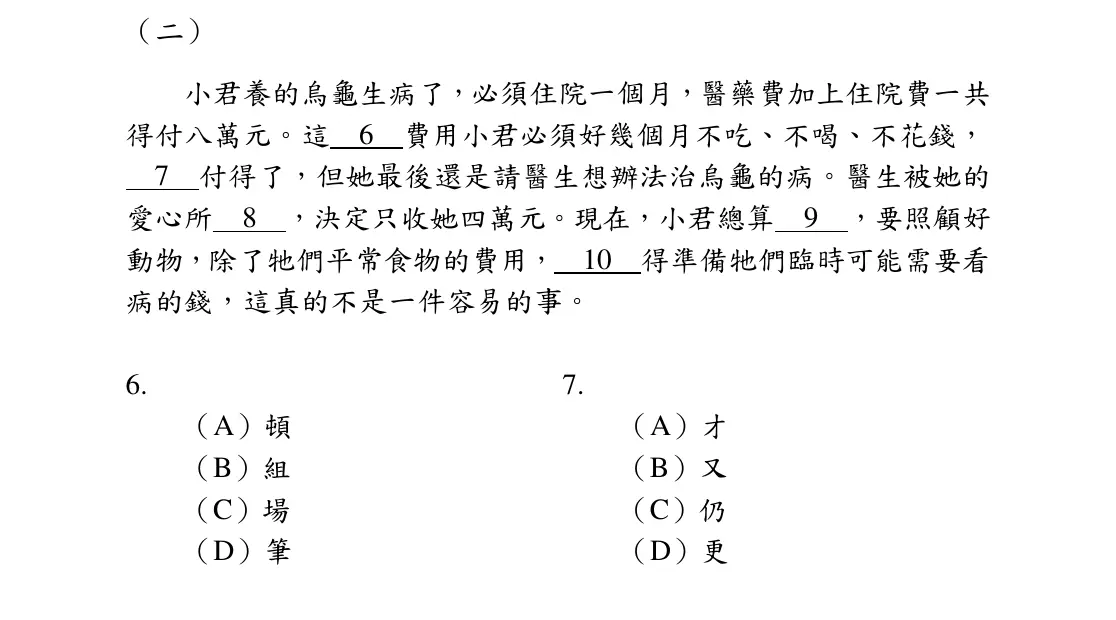 （二）
小君養的烏龜生病了，必須住院一個月，醫藥費加上住院費一共
得付八萬元。這 6 費用小君必須好幾個月不吃、不喝、不花錢，
7 付得了，但她最後還是請醫生想辦法治烏龜的病。醫生被她的
愛心所 8 ，決定只收她四萬元。現在，小君總算 9 ，要照顧好
動物，除了牠們平常食物的費用， 10 得準備牠們臨時可能需要看
病的錢，這真的不是一件容易的事。
6.
（A）頓
（B）組
（C）場
（D）筆
7.
（A）才
（B）又
（C）仍
（D）更